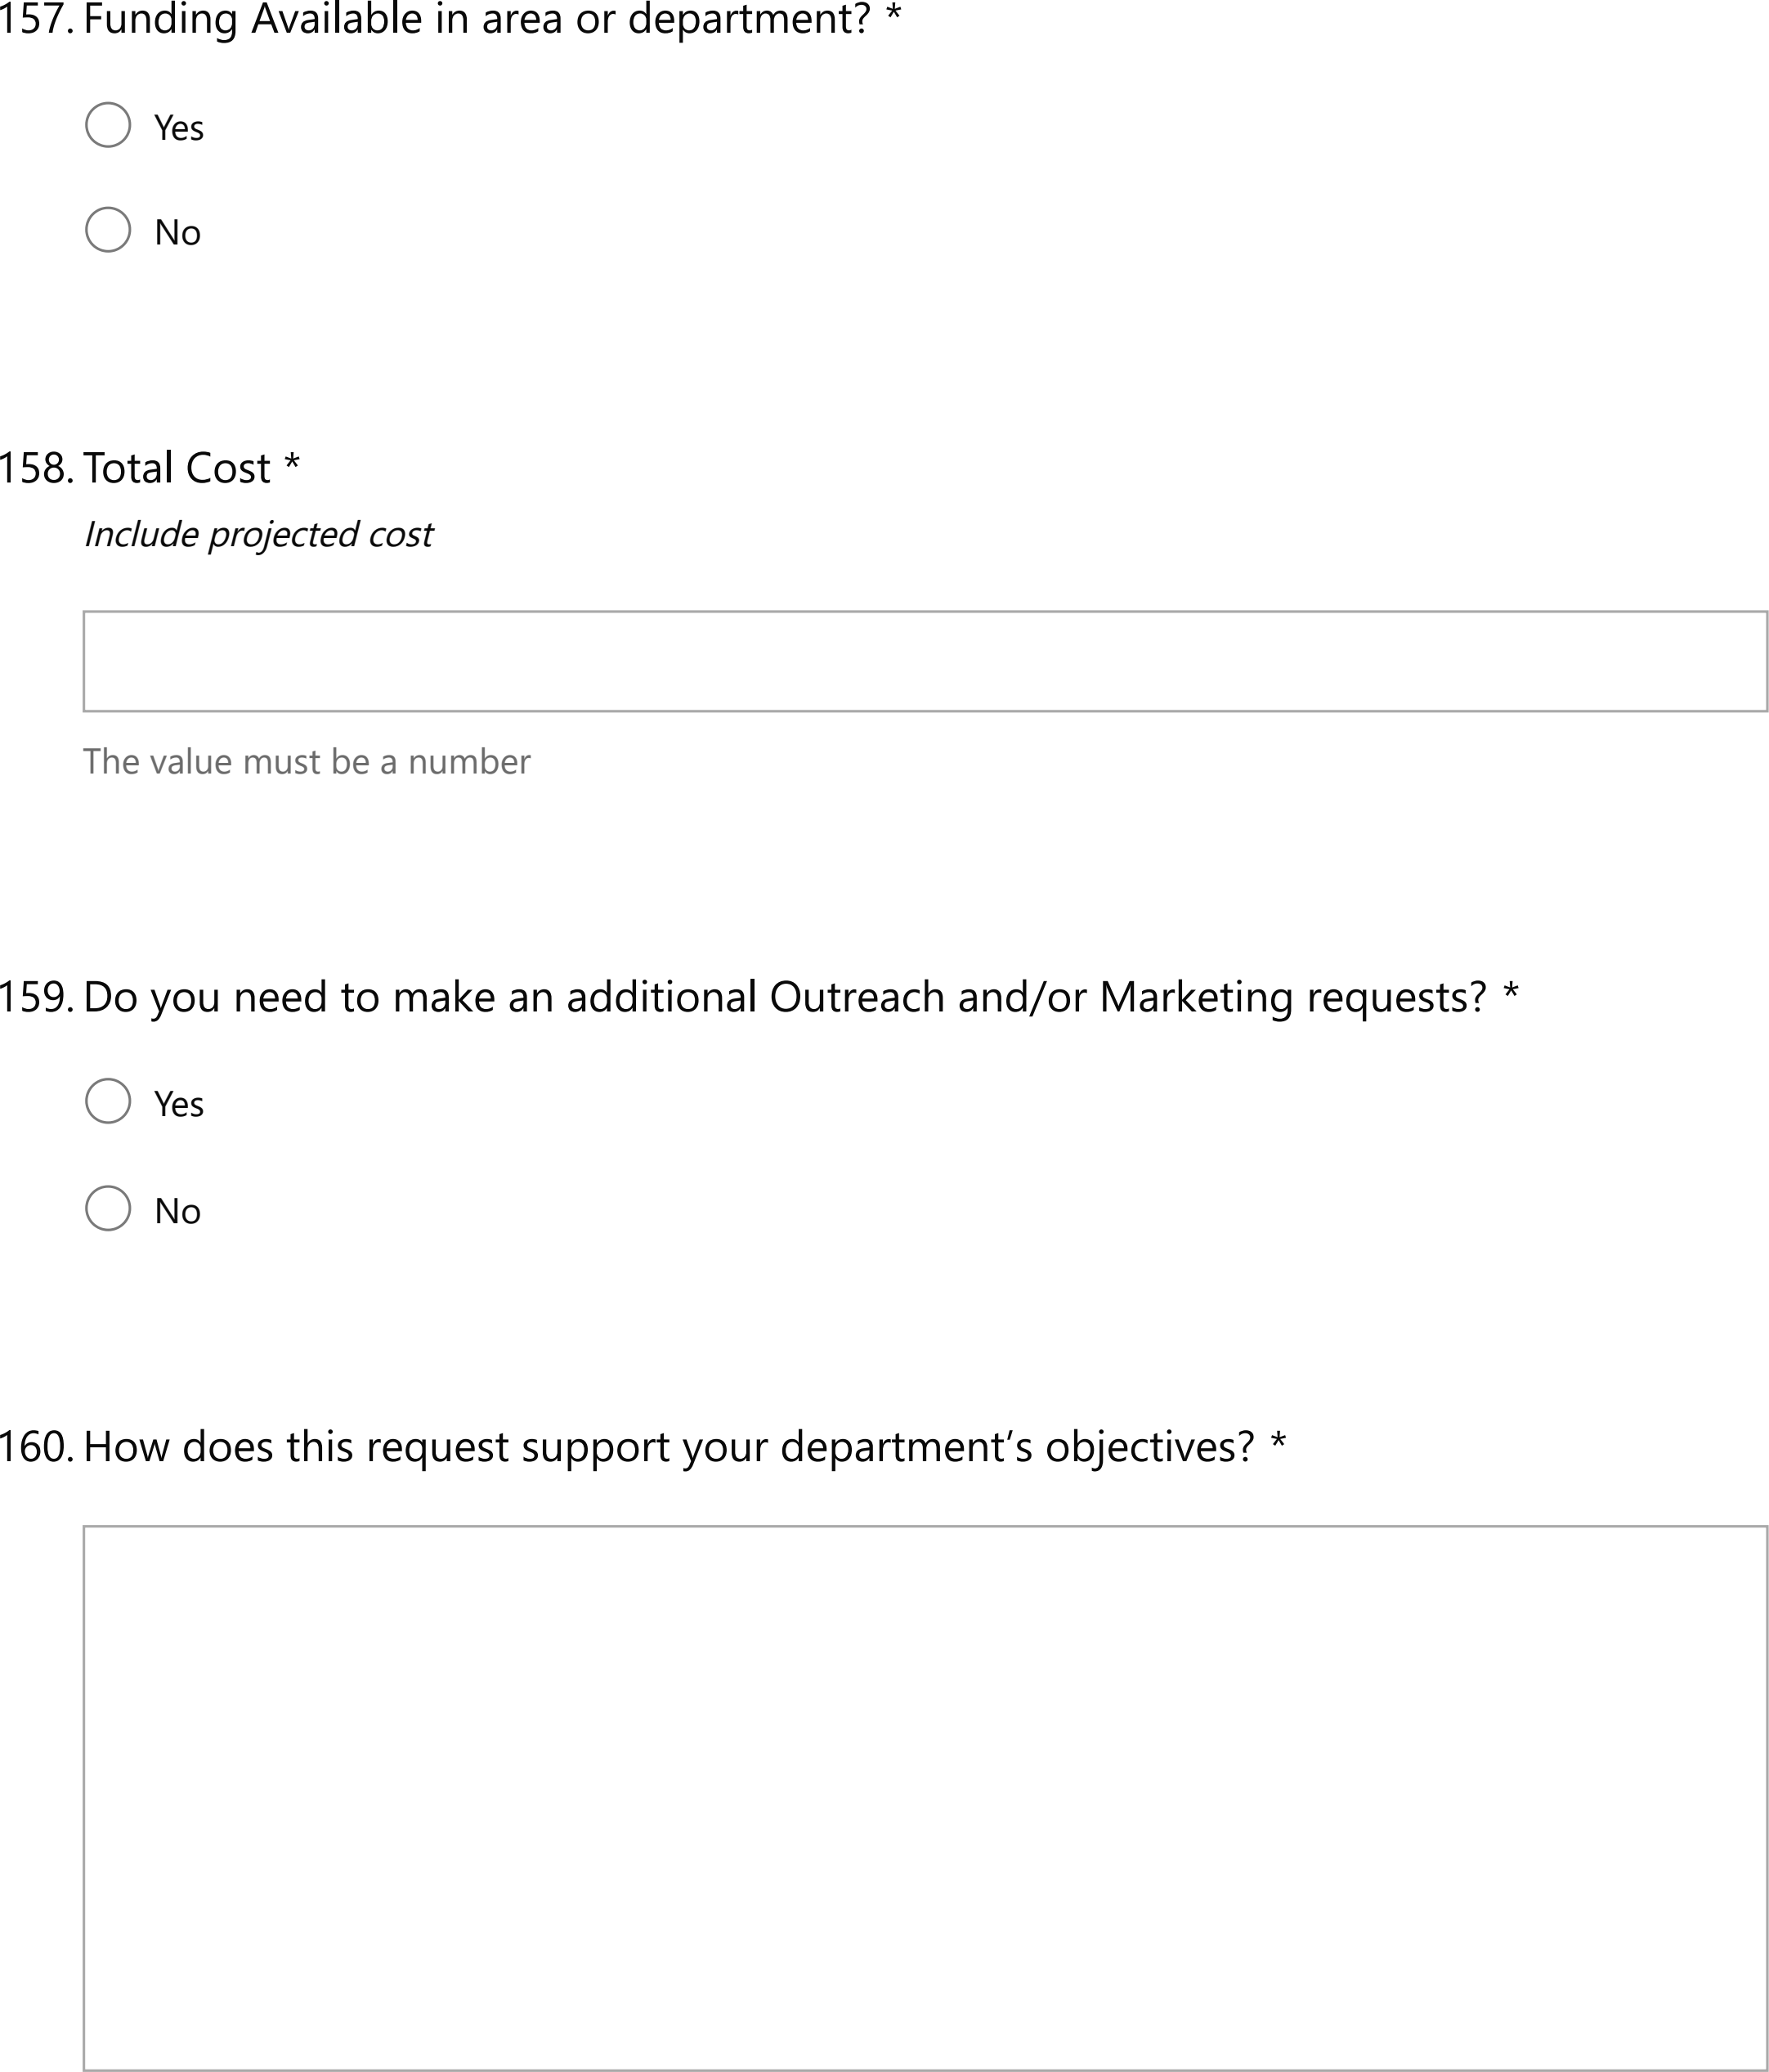 157. Funding Available in area or department? *
Yes
No
158. Total Cost *
Include projected cost
The value must be a number
159. Do you need to make an additional Outreach and/or Marketing requests? *
Yes
No
160. How does this request support your department's objectives? *